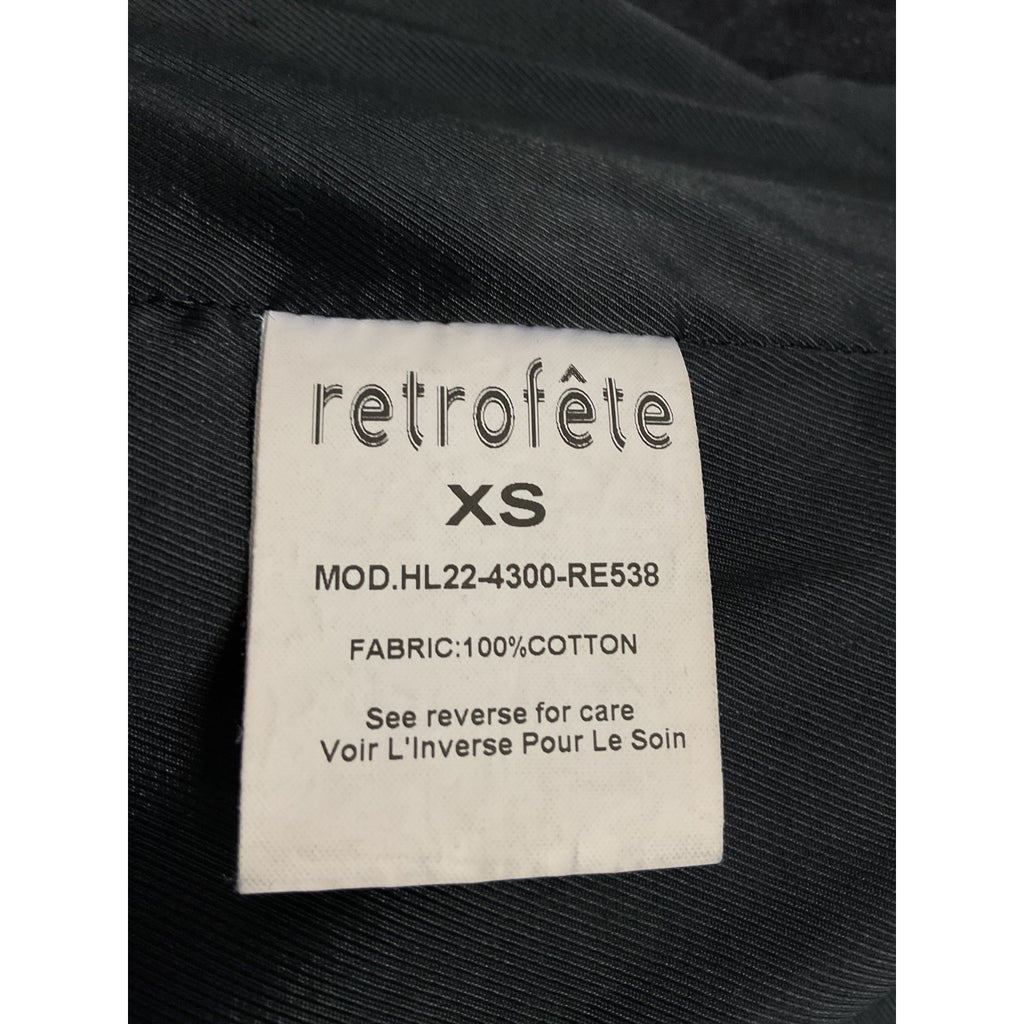 retrofête
XS
MOD.HL22-4300-RE538
FABRIC:100%COTTON
See reverse for care
Voir L'Inverse Pour Le Soin